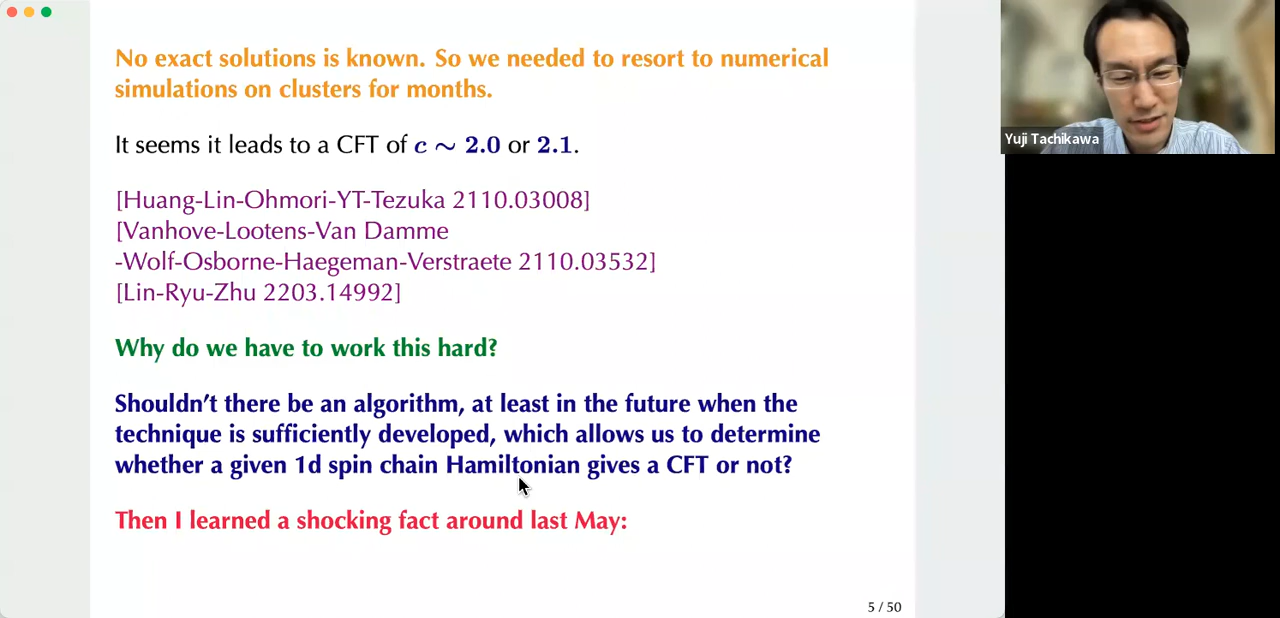 No exact solutions is known. So we needed to resort to numerical
simulations on clusters for months.
It seems it leads to a CFT of c ∼ 2.0 or 2.1.
[Huang-Lin-Ohmori-YT-Tezuka 2110.03008]
[Vanhove-Lootens-Van Damme
-Wolf-Osborne-Haegeman-Verstraete 2110.03532]
[Lin-Ryu-Zhu 2203.14992]
Why do we have to work this hard?
Shouldn’t there be an algorithm, at least in the future when the
technique is sufficiently developed, which allows us to determine
whether a given 1d spin chain Hamiltonian gives a CFT or not?
Then I learned a shocking fact around last May:
5 / 50
Yuji Tachikawa